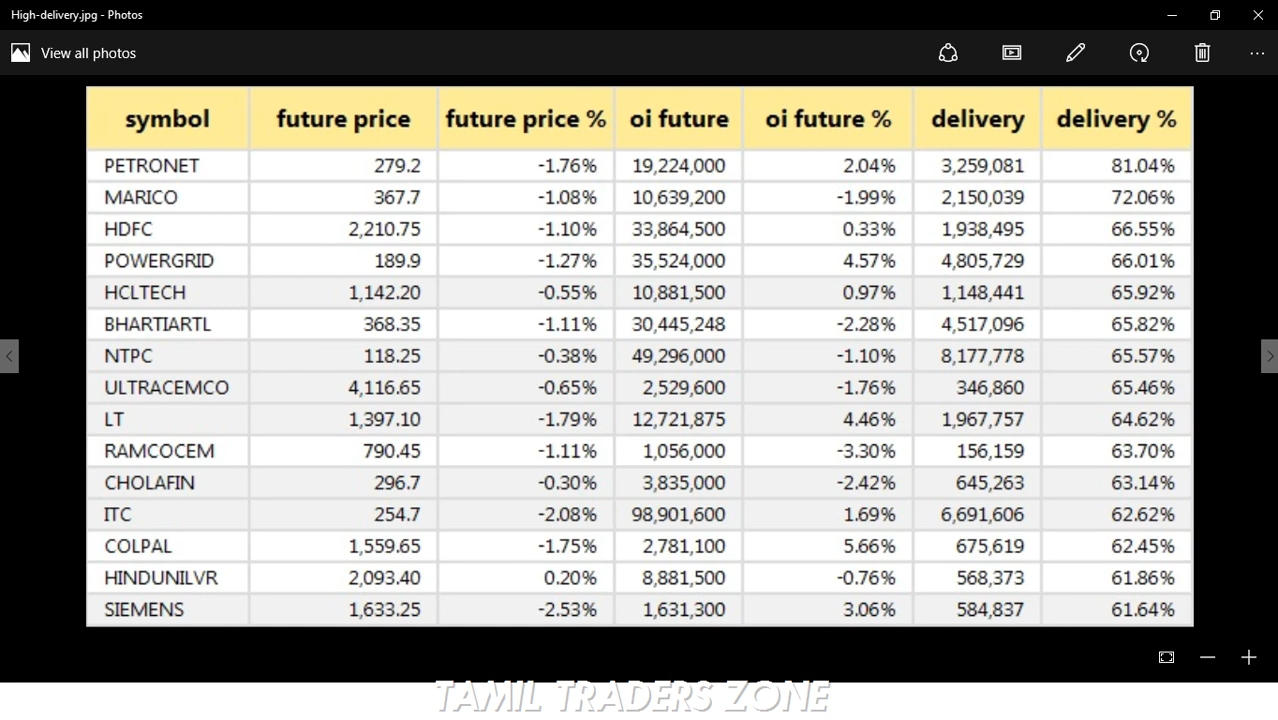 High-delivery.jpg - Photos
View all photos
symbol future price future price % oi future oi future % delivery delivery %
PETRONET 279.2 -1.76% 19,224,000 2.04% 3,259,081 81.04%
MARICO 367.7 -1.08% 10,639,200 -1.99% 2,150,039 72.06%
HDFC 2,210.75 -1.10% 33,864,500 0.33% 1,938,495 66.55%
POWERGRID 189.9 -1.27% 35,524,000 4.57% 4,805,729 66.01%
HCLTECH 1,142.20 -0.55% 10,881,500 0.97% 1,148,441 65.92%
BHARTIARTL 368.35 -1.11% 30,445,248 -2.28% 4,517,096 65.82%
NTPC 118.25 -0.38% 49,296,000 -1.10% 8,177,778 65.57%
ULTRACEMCO 4,116.65 -0.65% 2,529,600 -1.76% 346,860 65.46%
LT 1,397.10 -1.79% 12,721,875 4.46% 1,967,757 64.62%
RAMCOCEM 790.45 -1.11% 1,056,000 -3.30% 156,159 63.70%
CHOLAFIN 296.7 -0.30% 3,835,000 -2.42% 645,263 63.14%
ITC 254.7 -2.08% 98,901,600 1.69% 6,691,606 62.62%
COLPAL 1,559.65 -1.75% 2,781,100 5.66% 675,619 62.45%
HINDUNILVR 2,093.40 0.20% 8,881,500 -0.76% 568,373 61.86%
SIEMENS 1,633.25 -2.53% 1,631,300 3.06% 584,837 61.64%
TAMIL TRADERS ZONE